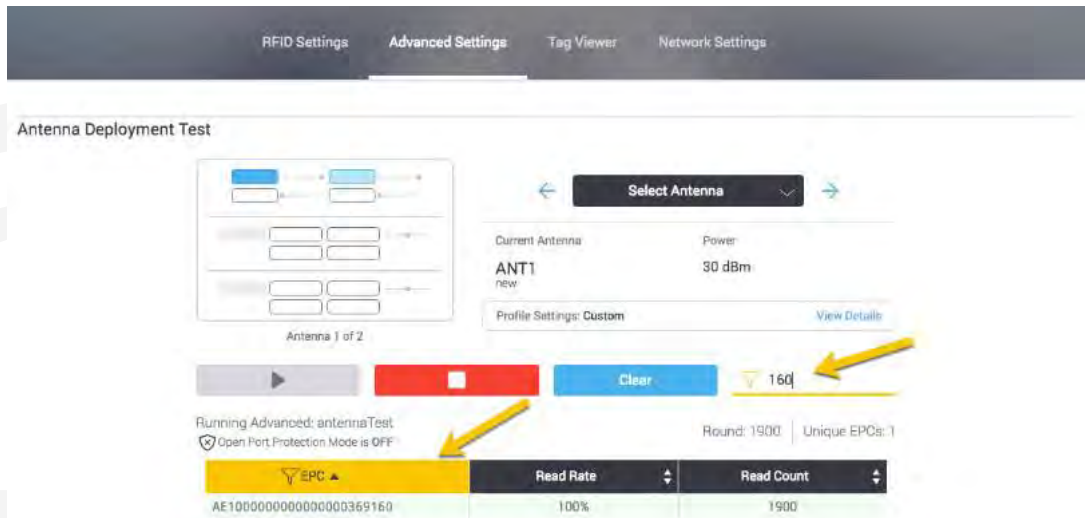 RFID Settings Advanced Settings Tag Viewer Network Settings
Antenna Deployment Test
Select Antenna
Current Antenna Power
ANT1 30 dBm
new
Profile Settings: Custom View Details
Antenna 1 of 2
Clear 160
Running Advanced: antennaTest
Round: 1900 Unique EPCs: 1
Open Port Protection Mode is OFF
EPC Read Rate Read Count
AE1000000000000000369160 100% 1900